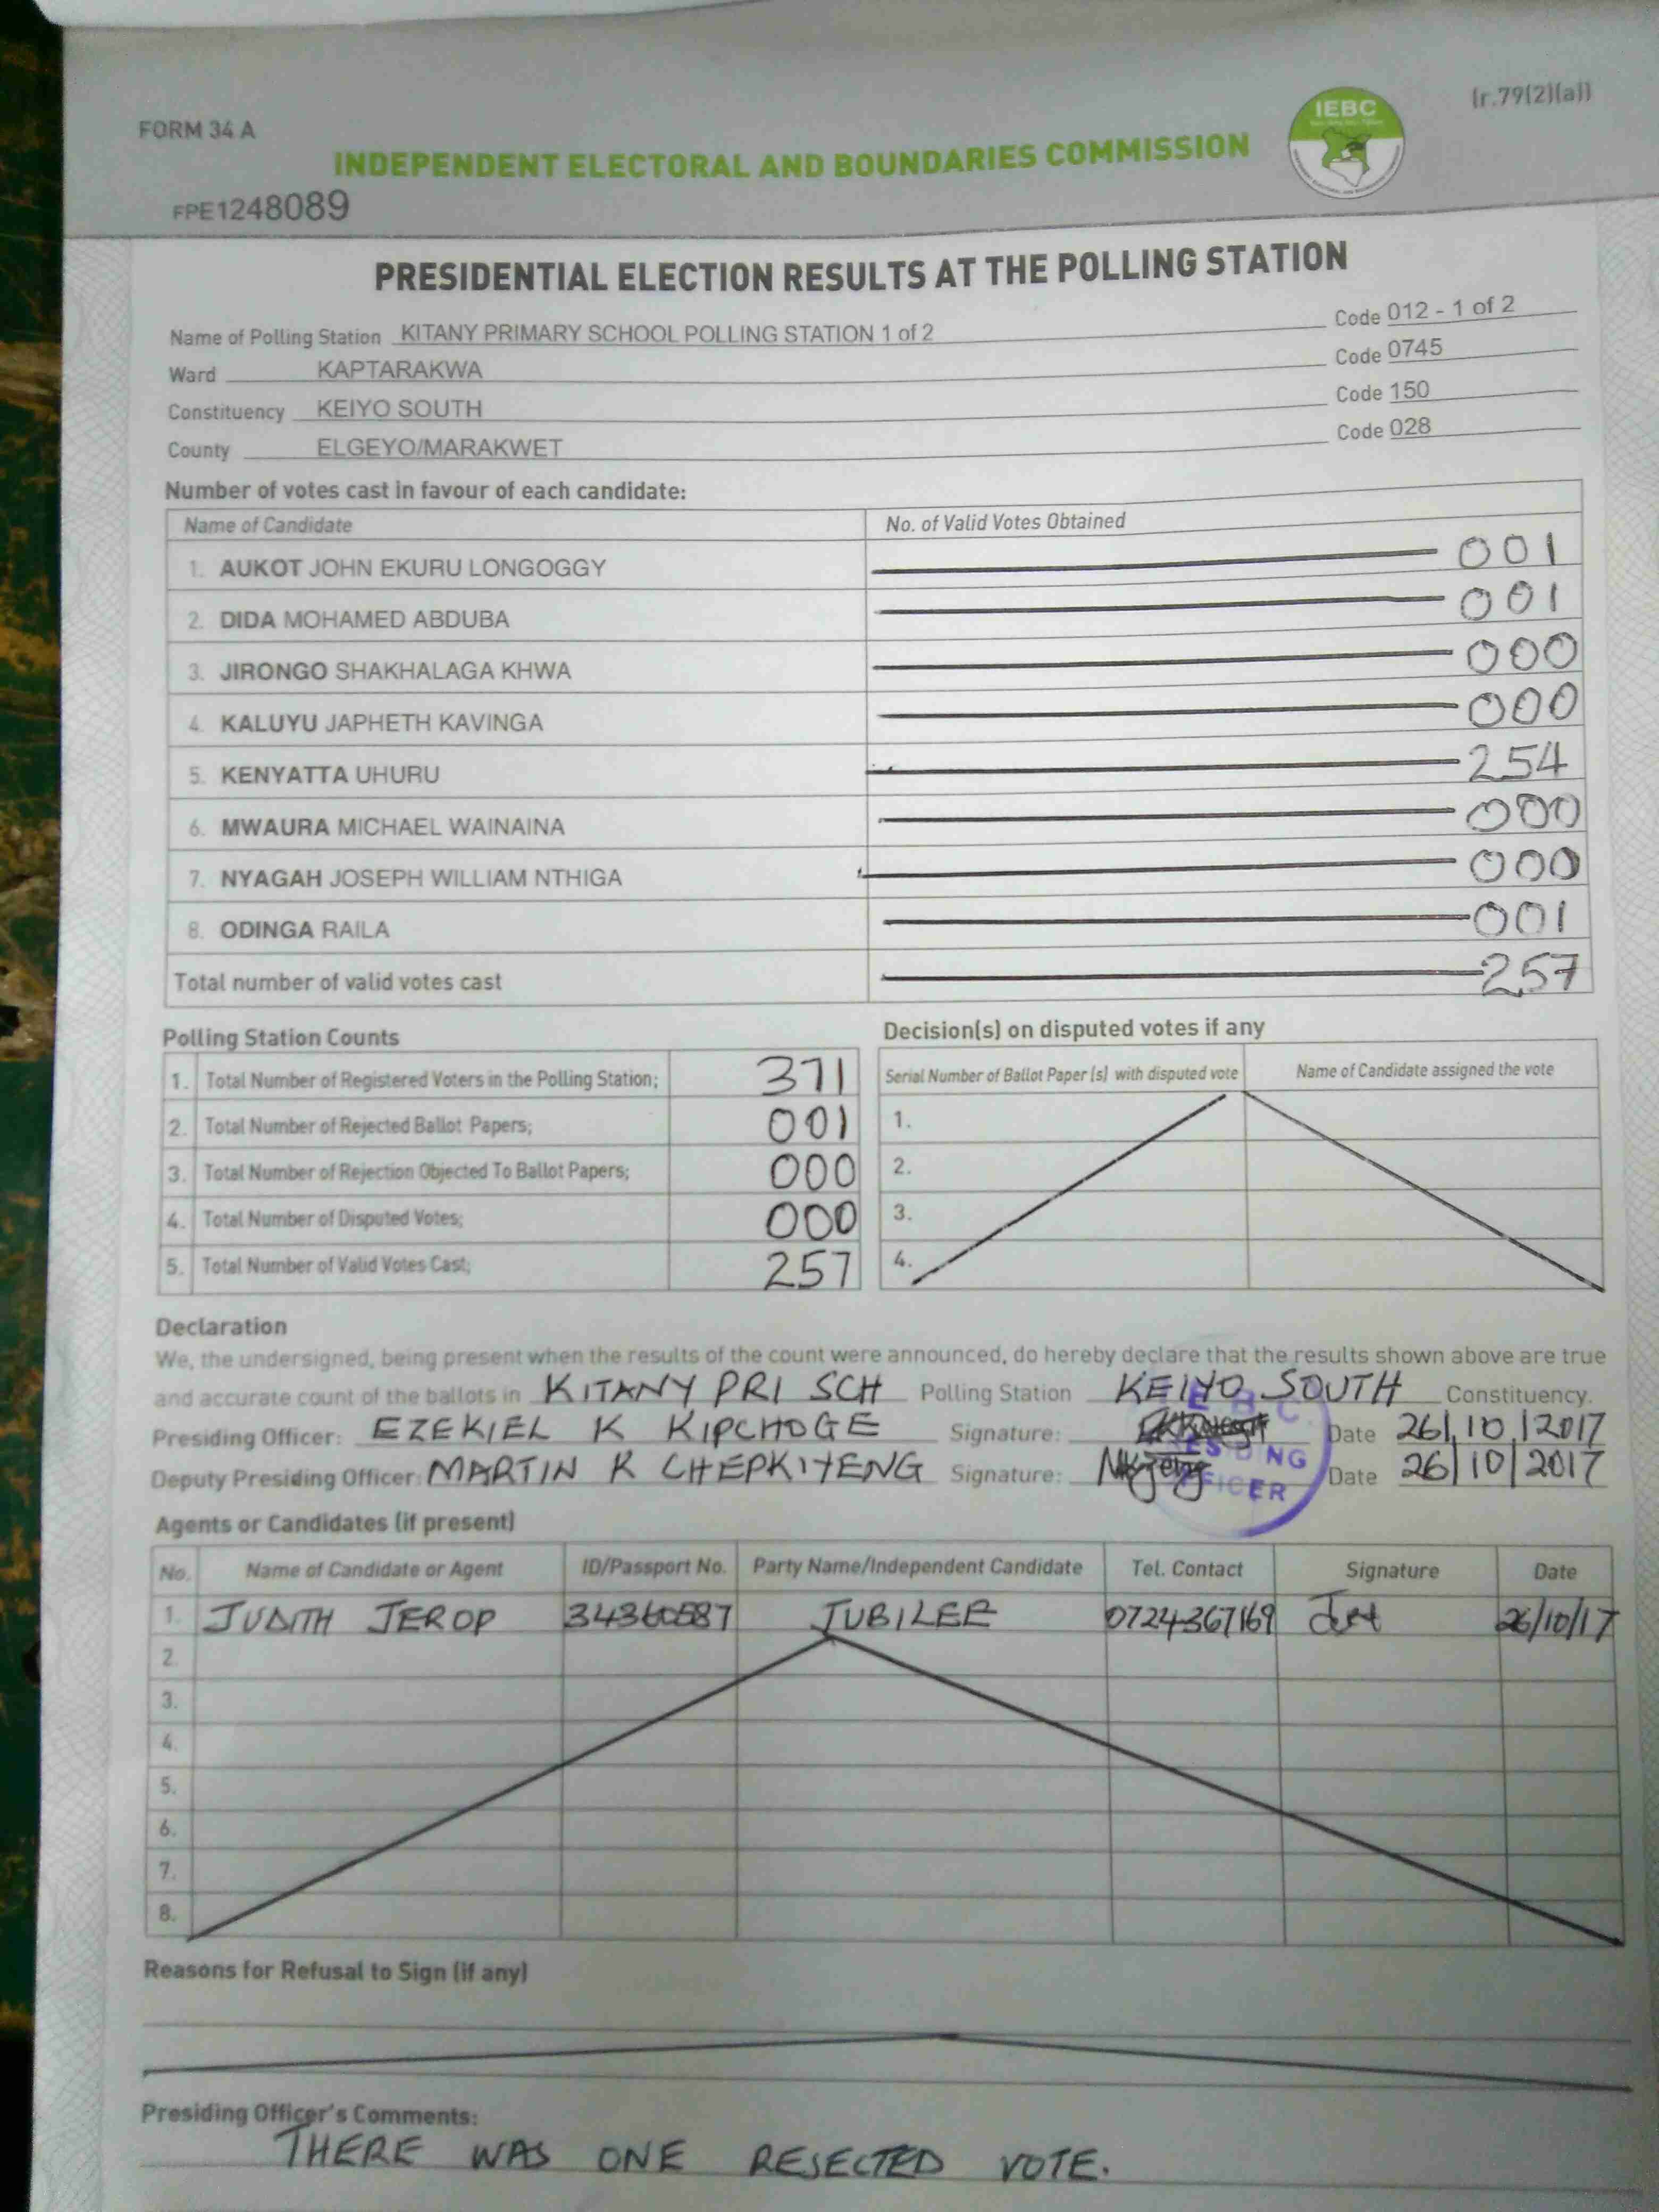 (r.79(2)(a))
FORM 34 A
IEBC
INDEPENDENT ELECTORAL AND BOUNDARIES COMMISSION
FPE1248089
PRESIDENTIAL ELECTION RESULTS AT THE POLLING STATION
Name of Polling Station KITANY PRIMARY SCHOOL POLLING STATION 1 of 2 Code 012 - 1 of 2
Ward KAPTARAKWA Code 0745
Constituency KEIYO SOUTH Code 150
County ELGEYO/MARAKWET Code 028
Number of votes cast in favour of each candidate:
Name of Candidate No. of Valid Votes Obtained
1. AUKOT JOHN EKURU LONGOGGY 001
2. DIDA MOHAMED ABDUBA 001
3. JIRONGO SHAKHALAGA KHWA 000
4. KALUYU JAPHETH KAVINGA 000
5. KENYATTA UHURU 254
6. MWAURA MICHAEL WAINAINA 000
7. NYAGAH JOSEPH WILLIAM NTHIGA 000
8. ODINGA RAILA 001
Total number of valid votes cast 257
Polling Station Counts
1. Total Number of Registered Voters in the Polling Station; 371
2. Total Number of Rejected Ballot Papers; 001
3. Total Number of Rejection Objected To Ballot Papers; 000
4. Total Number of Disputed Votes; 000
5. Total Number of Valid Votes Cast; 257
Decision(s) on disputed votes if any
Serial Number of Ballot Paper (s) with disputed vote Name of Candidate assigned the vote
1.
2.
3.
4.
Declaration
We, the undersigned, being present when the results of the count were announced, do hereby declare that the results shown above are true
and accurate count of the ballots in KITANY PRI SCH Polling Station KEIYO SOUTH Constituency.
Presiding Officer: EZEKIEL K KIPCHOGE Signature: Date 26/10/2017
Deputy Presiding Officer: MARTIN K CHEPKIYENG Signature: Date 26/10/2017
Agents or Candidates (if present)
No. Name of Candidate or Agent ID/Passport No. Party Name/Independent Candidate Tel. Contact Signature Date
1. JUDITH JEROP 34360587 JUBILEE 0724367169 26/10/17
2.
3.
4.
5.
6.
7.
8.
Reasons for Refusal to Sign (if any)
Presiding Officer's Comments:
THERE WAS ONE REJECTED VOTE.